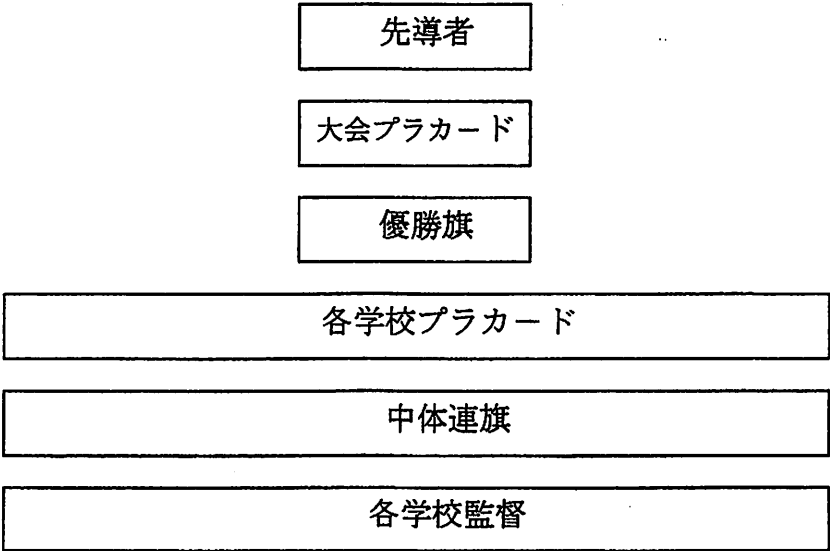 先導者
大会プラカード
優勝旗
各学校プラカード
中体連旗
各学校監督